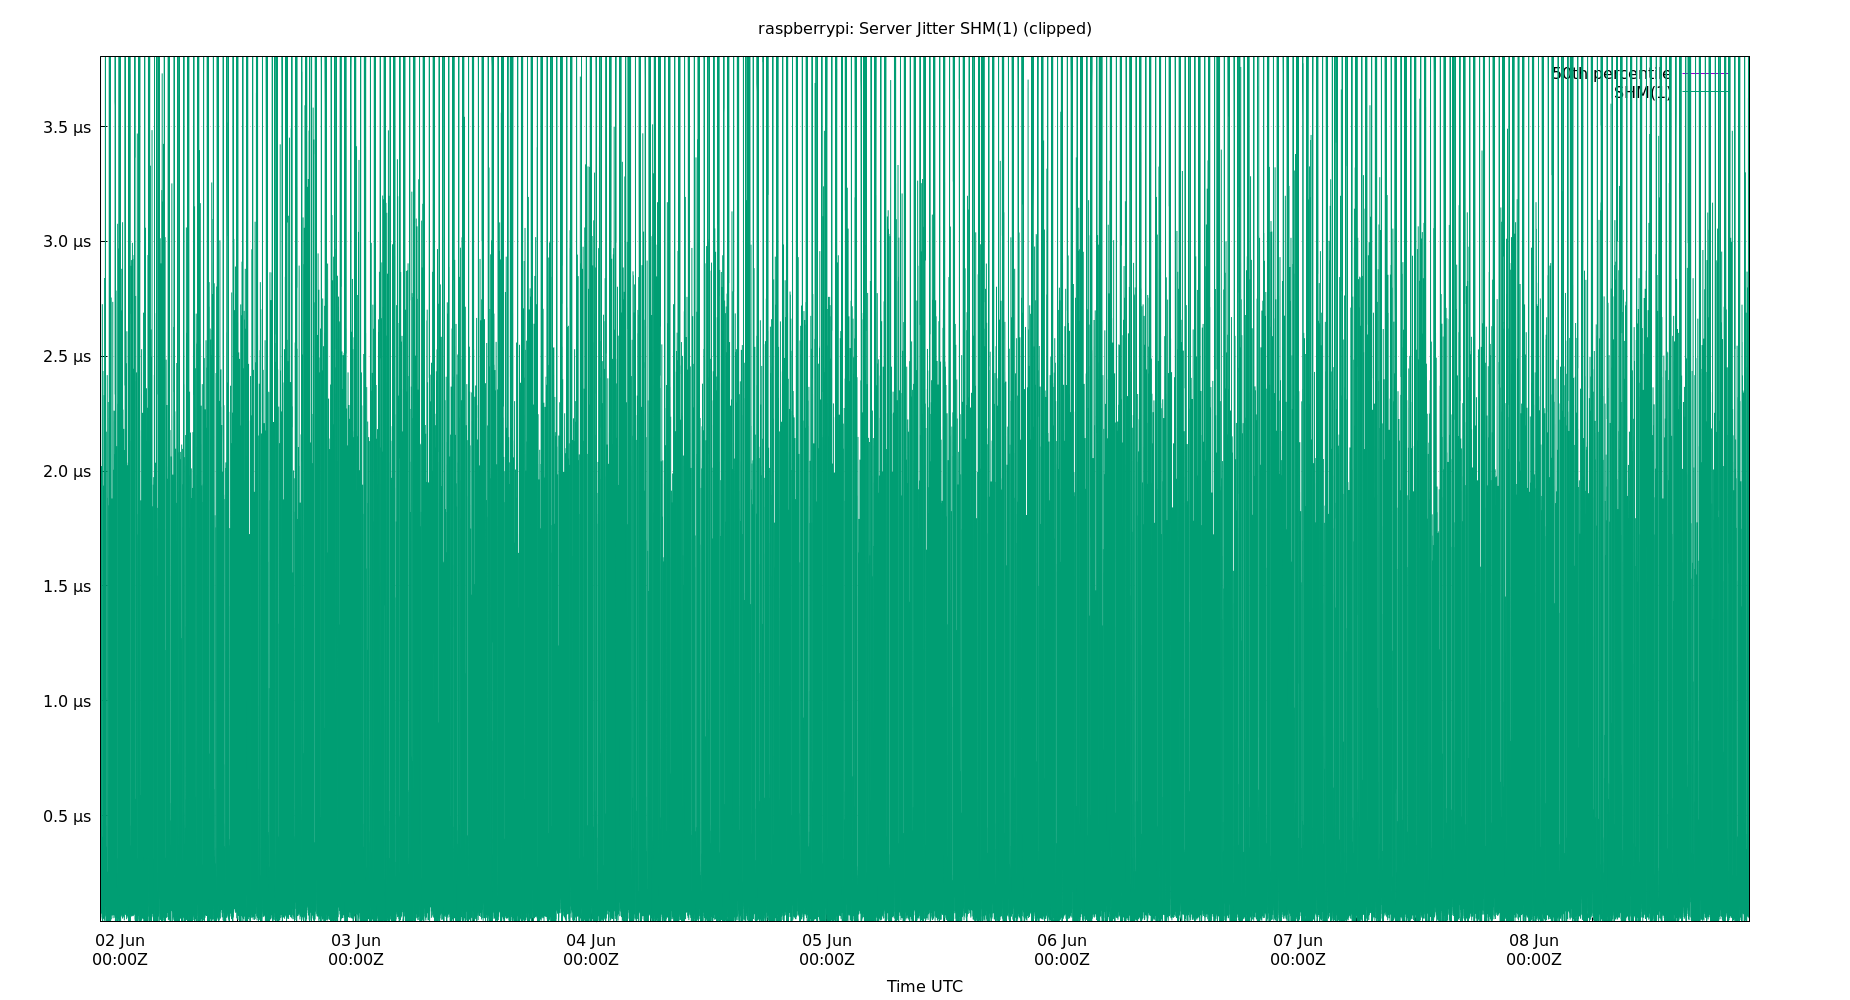 raspberrypi: Server Jitter SHM(1) (clipped)
50th percentile
SHM(1)
3.5 µs
3.0 µs
2.5 µs
2.0 µs
1.5 µs
1.0 µs
0.5 µs
02 Jun 03 Jun 04 Jun 05 Jun 06 Jun 07 Jun 08 Jun
00:00Z 00:00Z 00:00Z 00:00Z 00:00Z 00:00Z 00:00Z
Time UTC